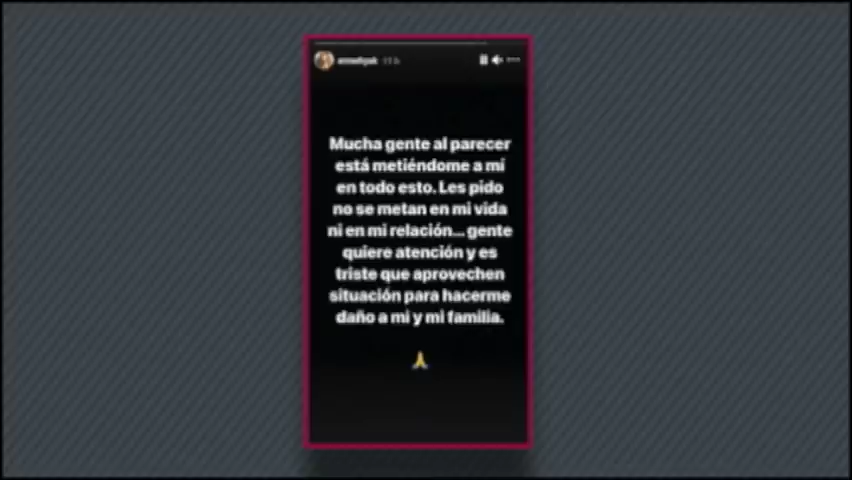 Mucha gente al parecer
está metiéndome a mí
en todo esto. Les pido
no se metan en mi vida
ni en mi relación... gente
quiere atención y es
triste que aprovechen
situación para hacerme
daño a mi y mi familia.